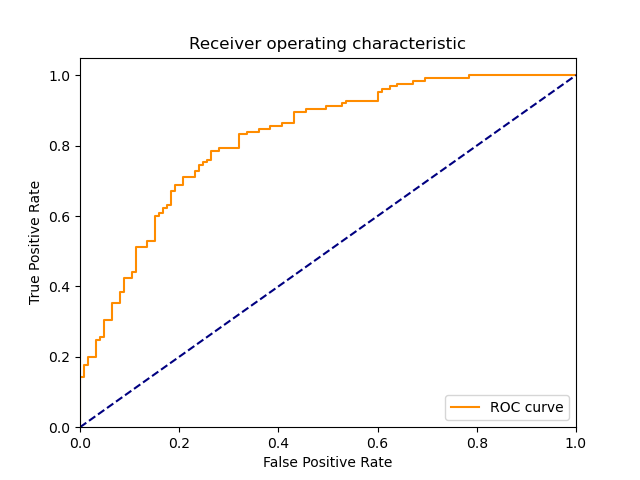 Receiver operating characteristic
True Positive Rate
1.0
0.8
0.6
0.4
0.2
0.0
0.0 0.2 0.4 0.6 0.8 1.0
False Positive Rate
ROC curve